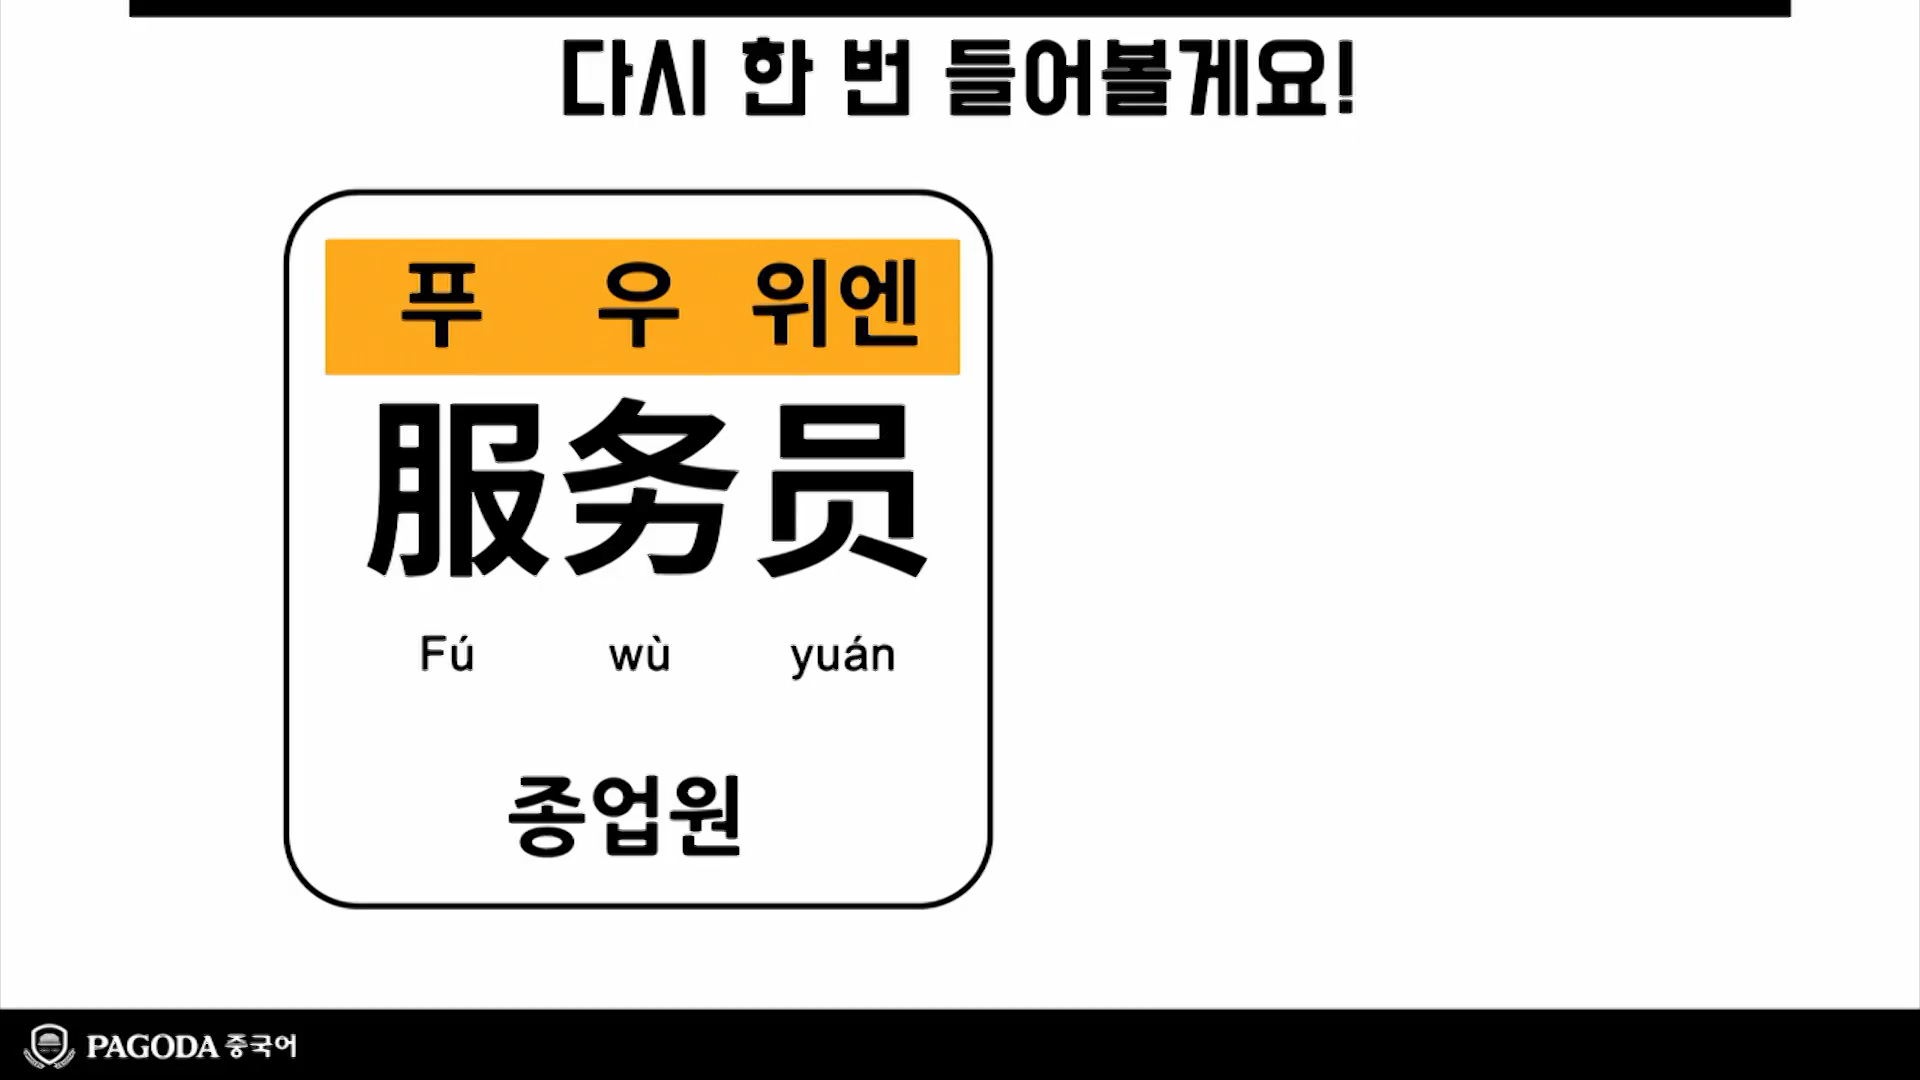 다시 한 번 들어볼게요!
푸 우 위엔
服务员
Fú wù yuán
종업원
PAGODA 중국어